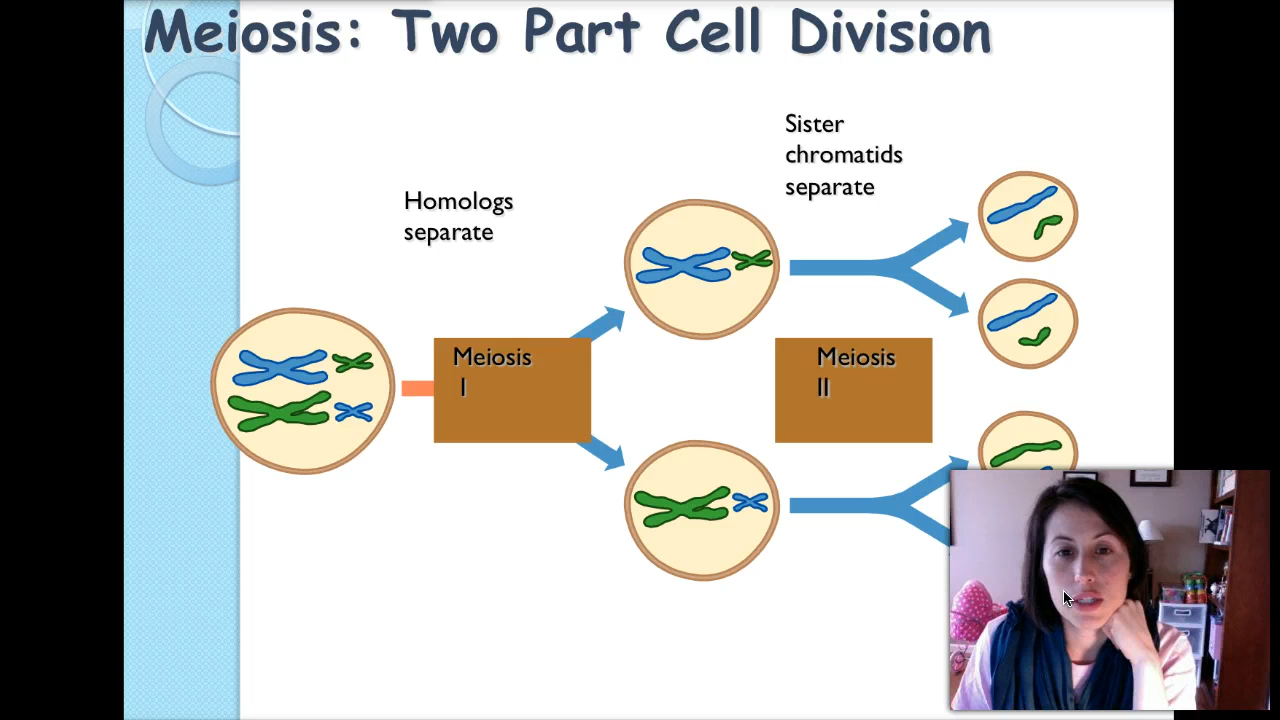 Meiosis: Two Part Cell Division
Sister
chromatids
separate
Homologs
separate
Meiosis
I
Meiosis
II